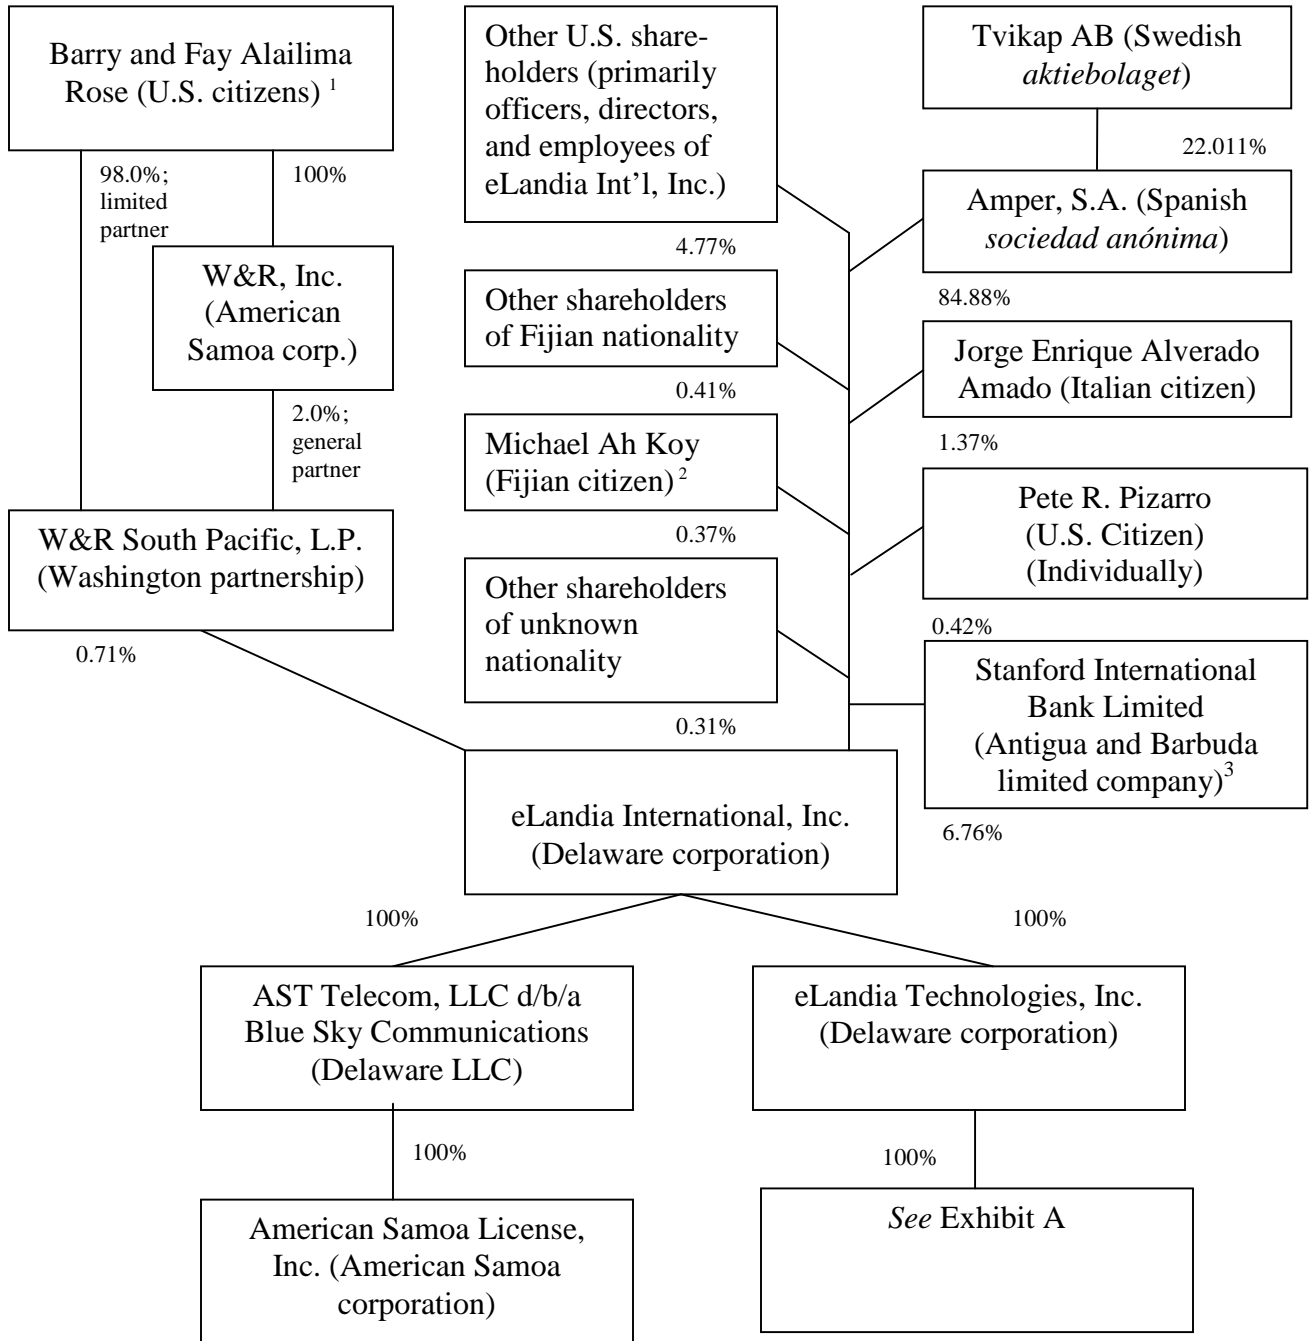 Barry and Fay Alailima
Rose (U.S. citizens) 1
98.0%;
limited
partner
100%
W&R, Inc.
(American
Samoa corp.)
2.0%;
general
partner
W&R South Pacific, L.P.
(Washington partnership)
0.71%
Other U.S. share-
holders (primarily
officers, directors,
and employees of
eLandia Int’l, Inc.)
4.77%
Other shareholders
of Fijian nationality
0.41%
Michael Ah Koy
(Fijian citizen) 2
0.37%
Other shareholders
of unknown
nationality
0.31%
Tvikap AB (Swedish
aktiebolaget)
22.011%
Amper, S.A. (Spanish
sociedad anónima)
84.88%
Jorge Enrique Alverado
Amado (Italian citizen)
1.37%
Pete R. Pizarro
(U.S. Citizen)
(Individually)
0.42%
Stanford International
Bank Limited
(Antigua and Barbuda
limited company)3
6.76%
eLandia International, Inc.
(Delaware corporation)
100%
100%
AST Telecom, LLC d/b/a
Blue Sky Communications
(Delaware LLC)
eLandia Technologies, Inc.
(Delaware corporation)
100%
100%
American Samoa License,
Inc. (American Samoa
corporation)
See Exhibit A